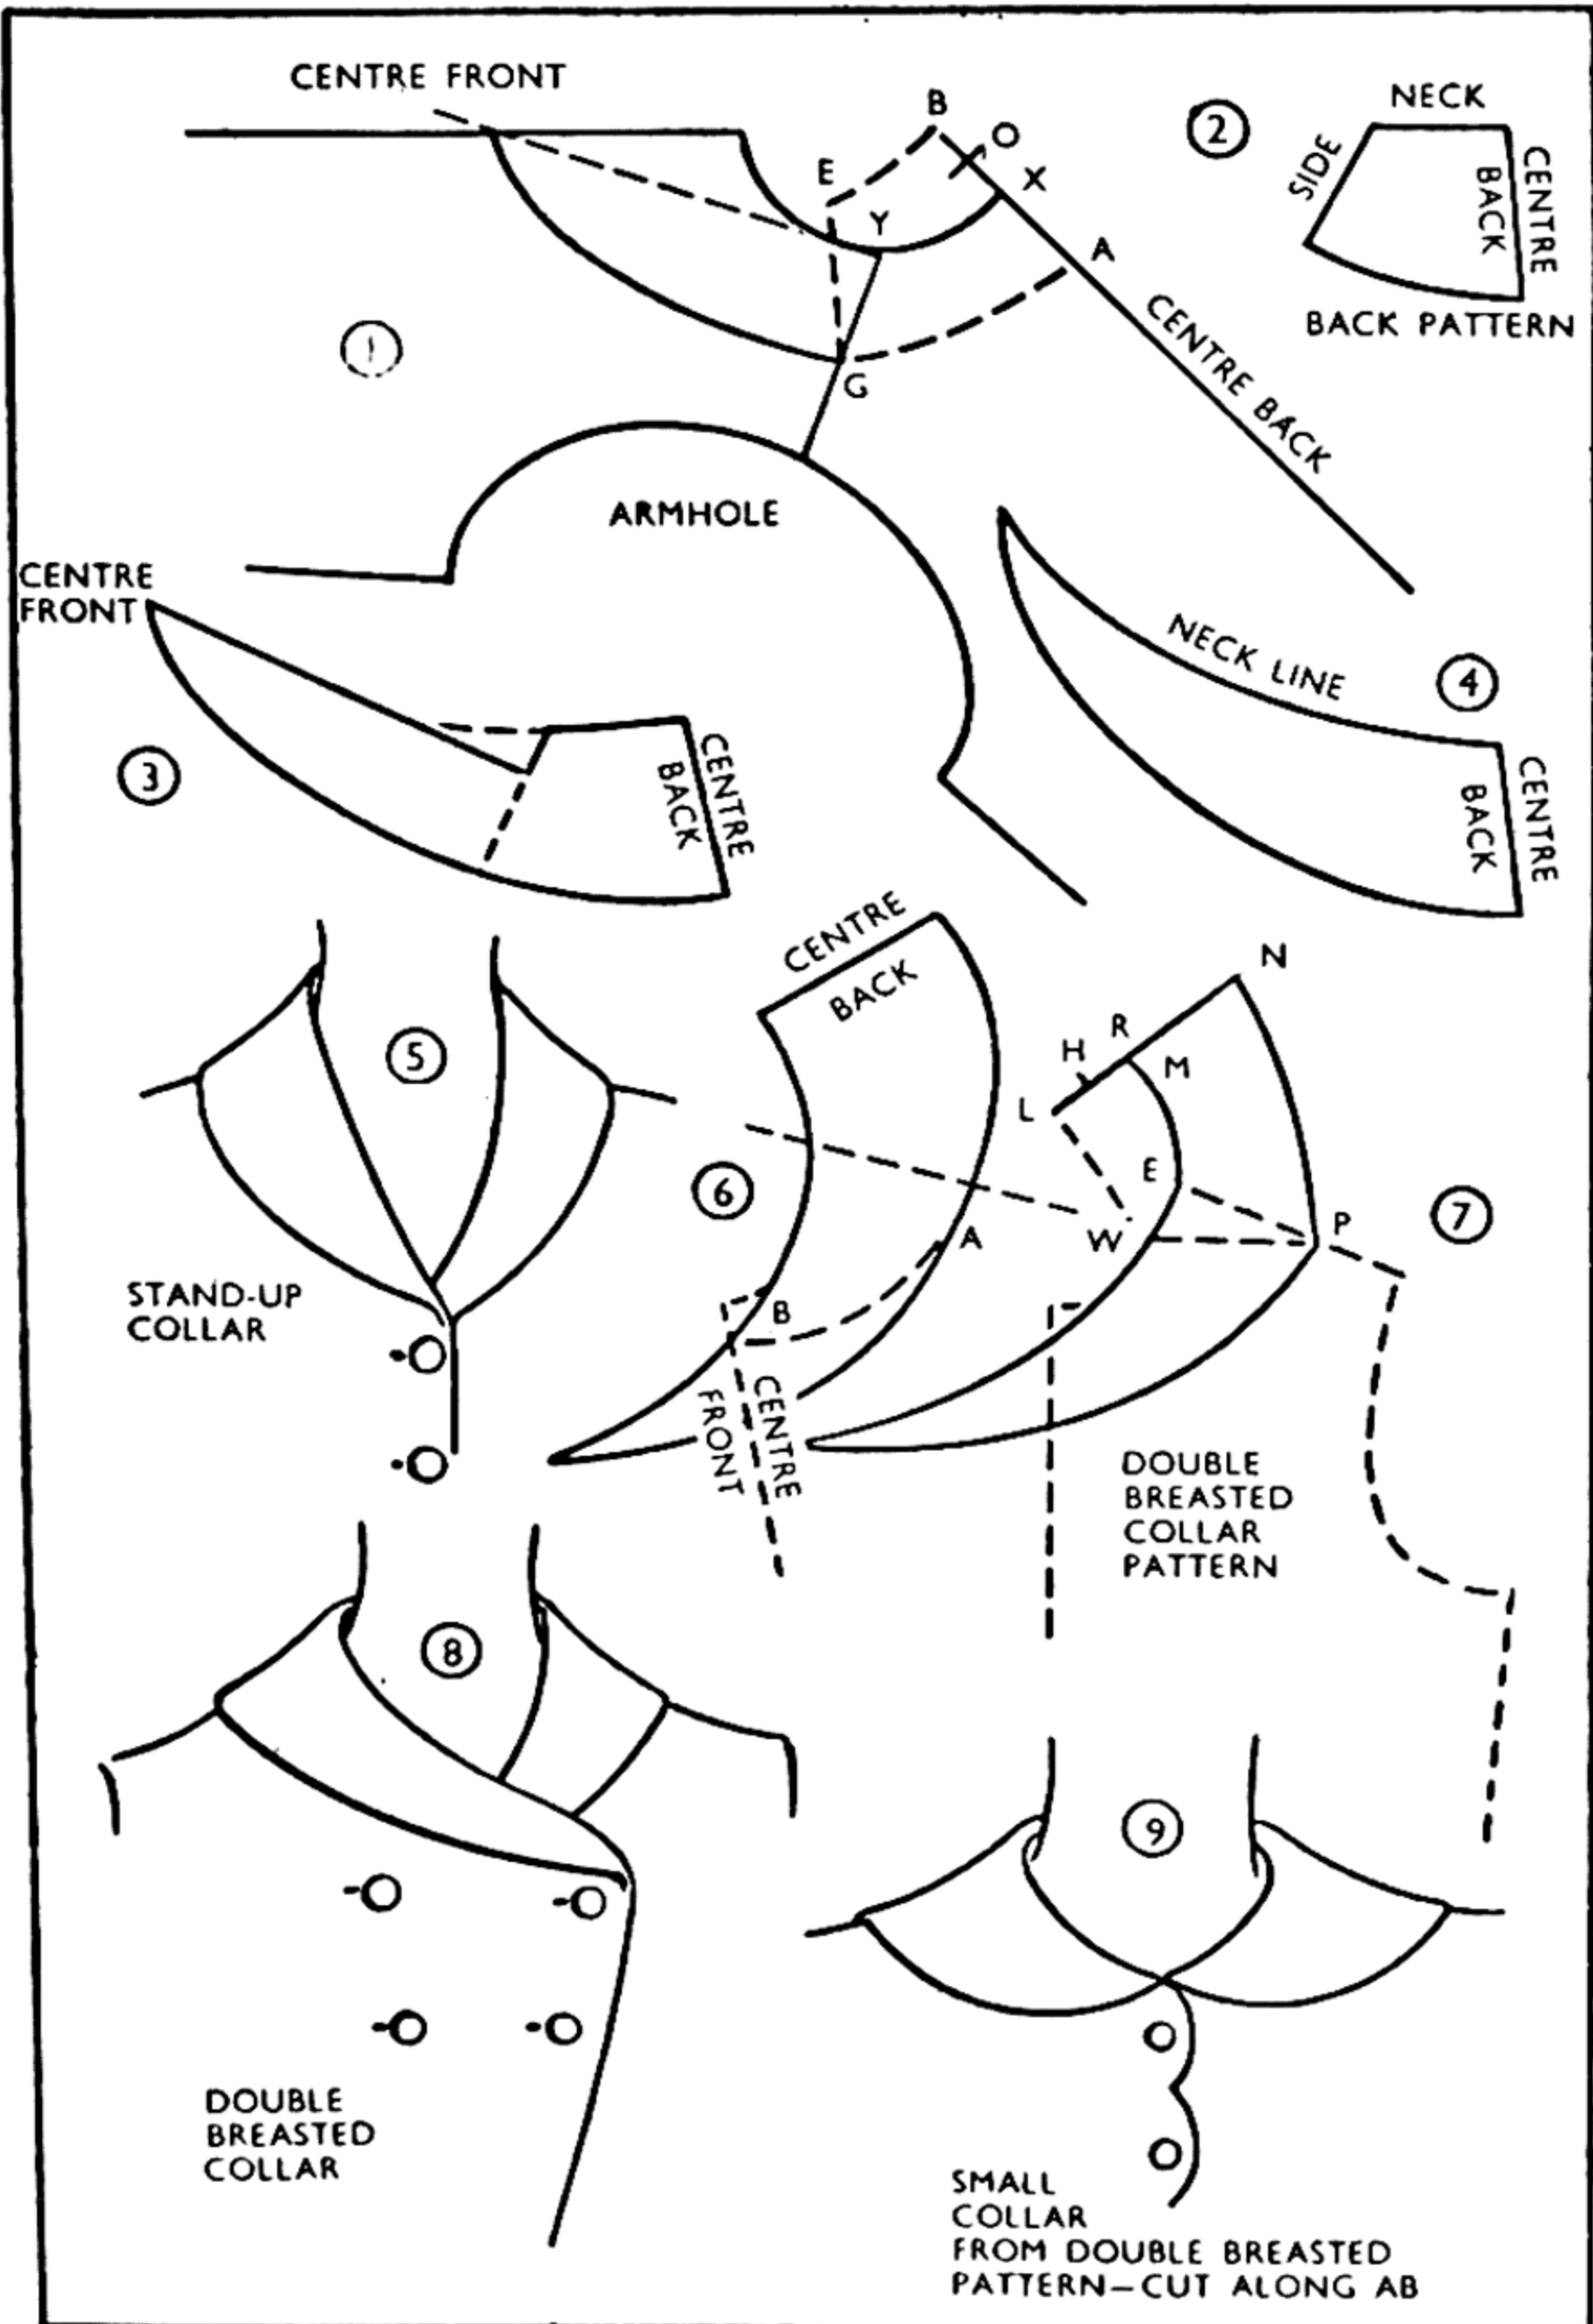 CENTRE FRONT
B
O
X
E
Y
A
G
CENTRE BACK
1
2
NECK
SIDE
CENTRE
BACK
BACK PATTERN
ARMHOLE
CENTRE
FRONT
3
CENTRE
BACK
NECK LINE
4
CENTRE
BACK
5
STAND-UP
COLLAR
CENTRE
BACK
6
A
B
CENTRE
FRONT
N
R
H
M
L
E
W
P
7
DOUBLE
BREASTED
COLLAR
PATTERN
8
DOUBLE
BREASTED
COLLAR
9
SMALL
COLLAR
FROM DOUBLE BREASTED
PATTERN—CUT ALONG AB